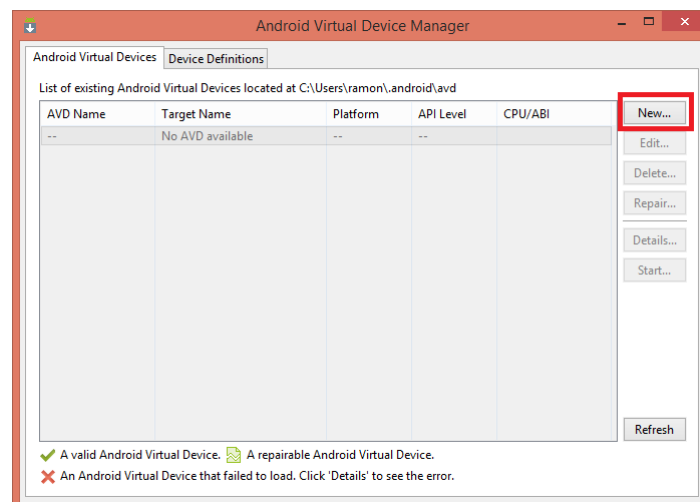 Android Virtual Device Manager
Android Virtual Devices Device Definitions
List of existing Android Virtual Devices located at C:\Users\ramon\.android\avd
AVD Name Target Name Platform API Level CPU/ABI
-- No AVD available -- --
New...
Edit...
Delete...
Repair...
Details...
Start...
Refresh
A valid Android Virtual Device. A repairable Android Virtual Device.
An Android Virtual Device that failed to load. Click 'Details' to see the error.